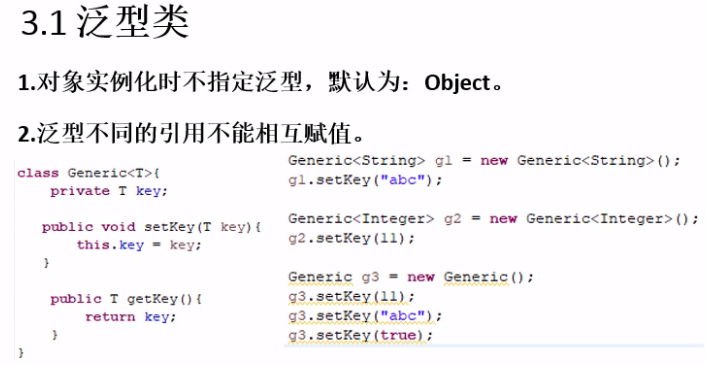 3.1 泛型类
1.对象实例化时不指定泛型，默认为：Object。
2.泛型不同的引用不能相互赋值。
class Generic<T>{
private T key;
public void setKey(T key){
this.key = key;
}
public T getKey(){
return key;
}
}
Generic<String> g1 = new Generic<String>();
g1.setKey("abc");
Generic<Integer> g2 = new Generic<Integer>();
g2.setKey(11);
Generic g3 = new Generic();
g3.setKey(11);
g3.setKey("abc");
g3.setKey(true);